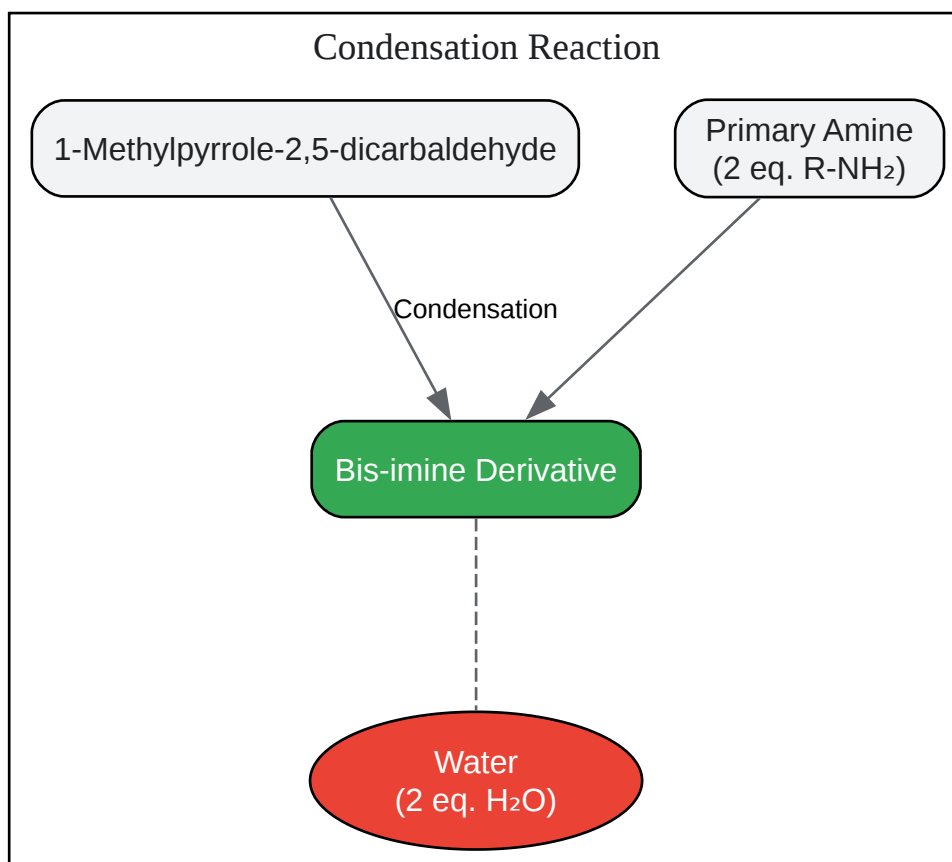 Condensation Reaction
1-Methylpyrrole-2,5-dicarbaldehyde
Primary Amine
(2 eq. R-NH₂)
Condensation
Bis-imine Derivative
Water
(2 eq. H₂O)